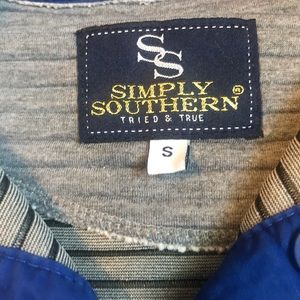 SS
SIMPLY
SOUTHERN®
TRIED & TRUE
S